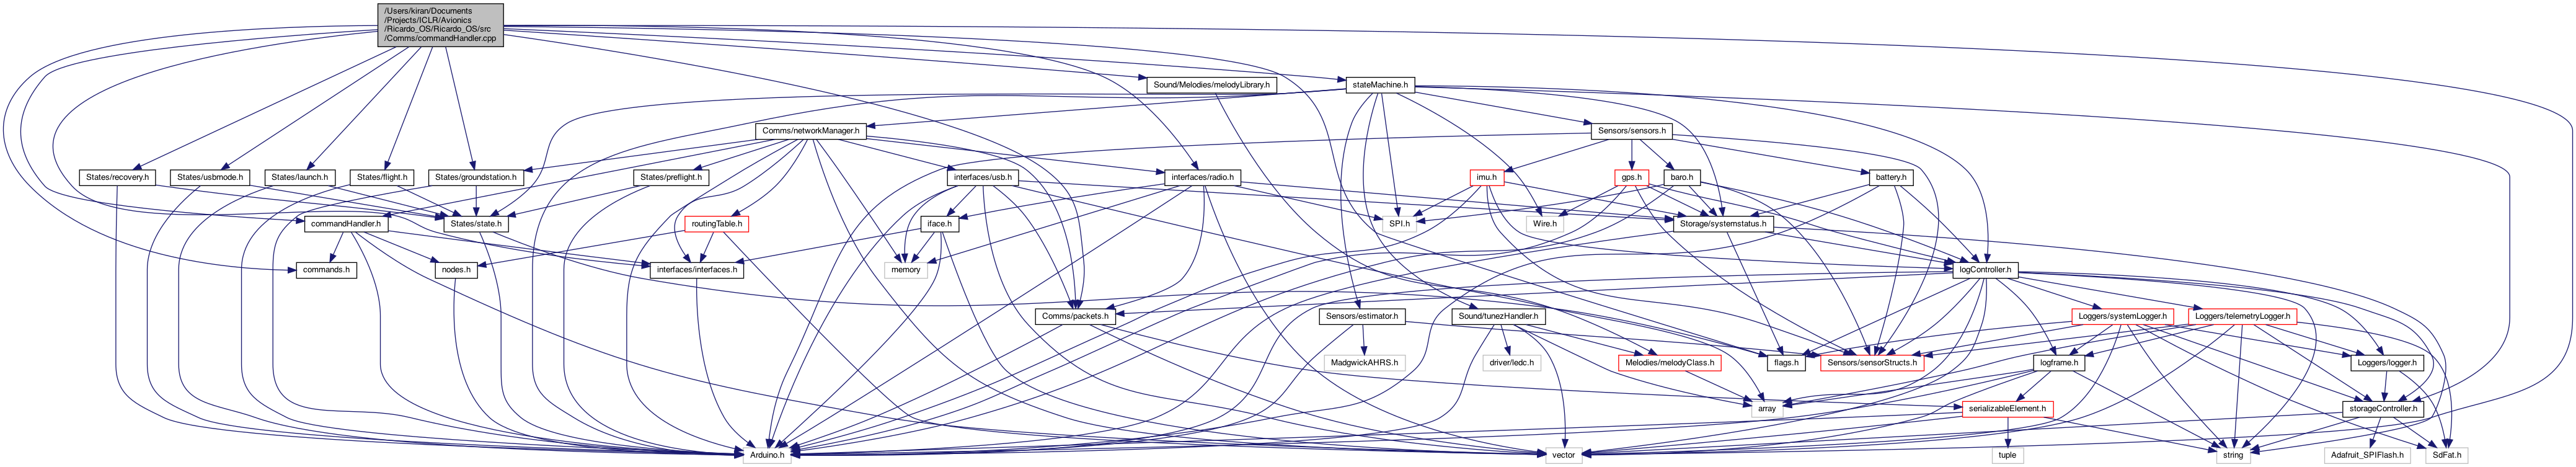 /Users/kiran/Documents
/Projects/ICLR/Avionics
/Ricardo_OS/Ricardo_OS/src
/Comms/commandHandler.cpp
Sound/Melodies/melodyLibrary.h
stateMachine.h
Comms/networkManager.h
Sensors/sensors.h
States/recovery.h
States/usbmode.h
States/launch.h
States/flight.h
States/groundstation.h
States/preflight.h
interfaces/usb.h
interfaces/radio.h
imu.h
gps.h
baro.h
battery.h
commandHandler.h
States/state.h
routingTable.h
iface.h
SPI.h
Wire.h
Storage/systemstatus.h
commands.h
nodes.h
interfaces/interfaces.h
memory
logController.h
Comms/packets.h
Sensors/estimator.h
Sound/tunezHandler.h
Loggers/systemLogger.h
Loggers/telemetryLogger.h
MadgwickAHRS.h
driver/ledc.h
Melodies/melodyClass.h
flags.h
Sensors/sensorStructs.h
logframe.h
Loggers/logger.h
array
serializableElement.h
storageController.h
Arduino.h
vector
tuple
string
Adafruit_SPIFlash.h
SdFat.h